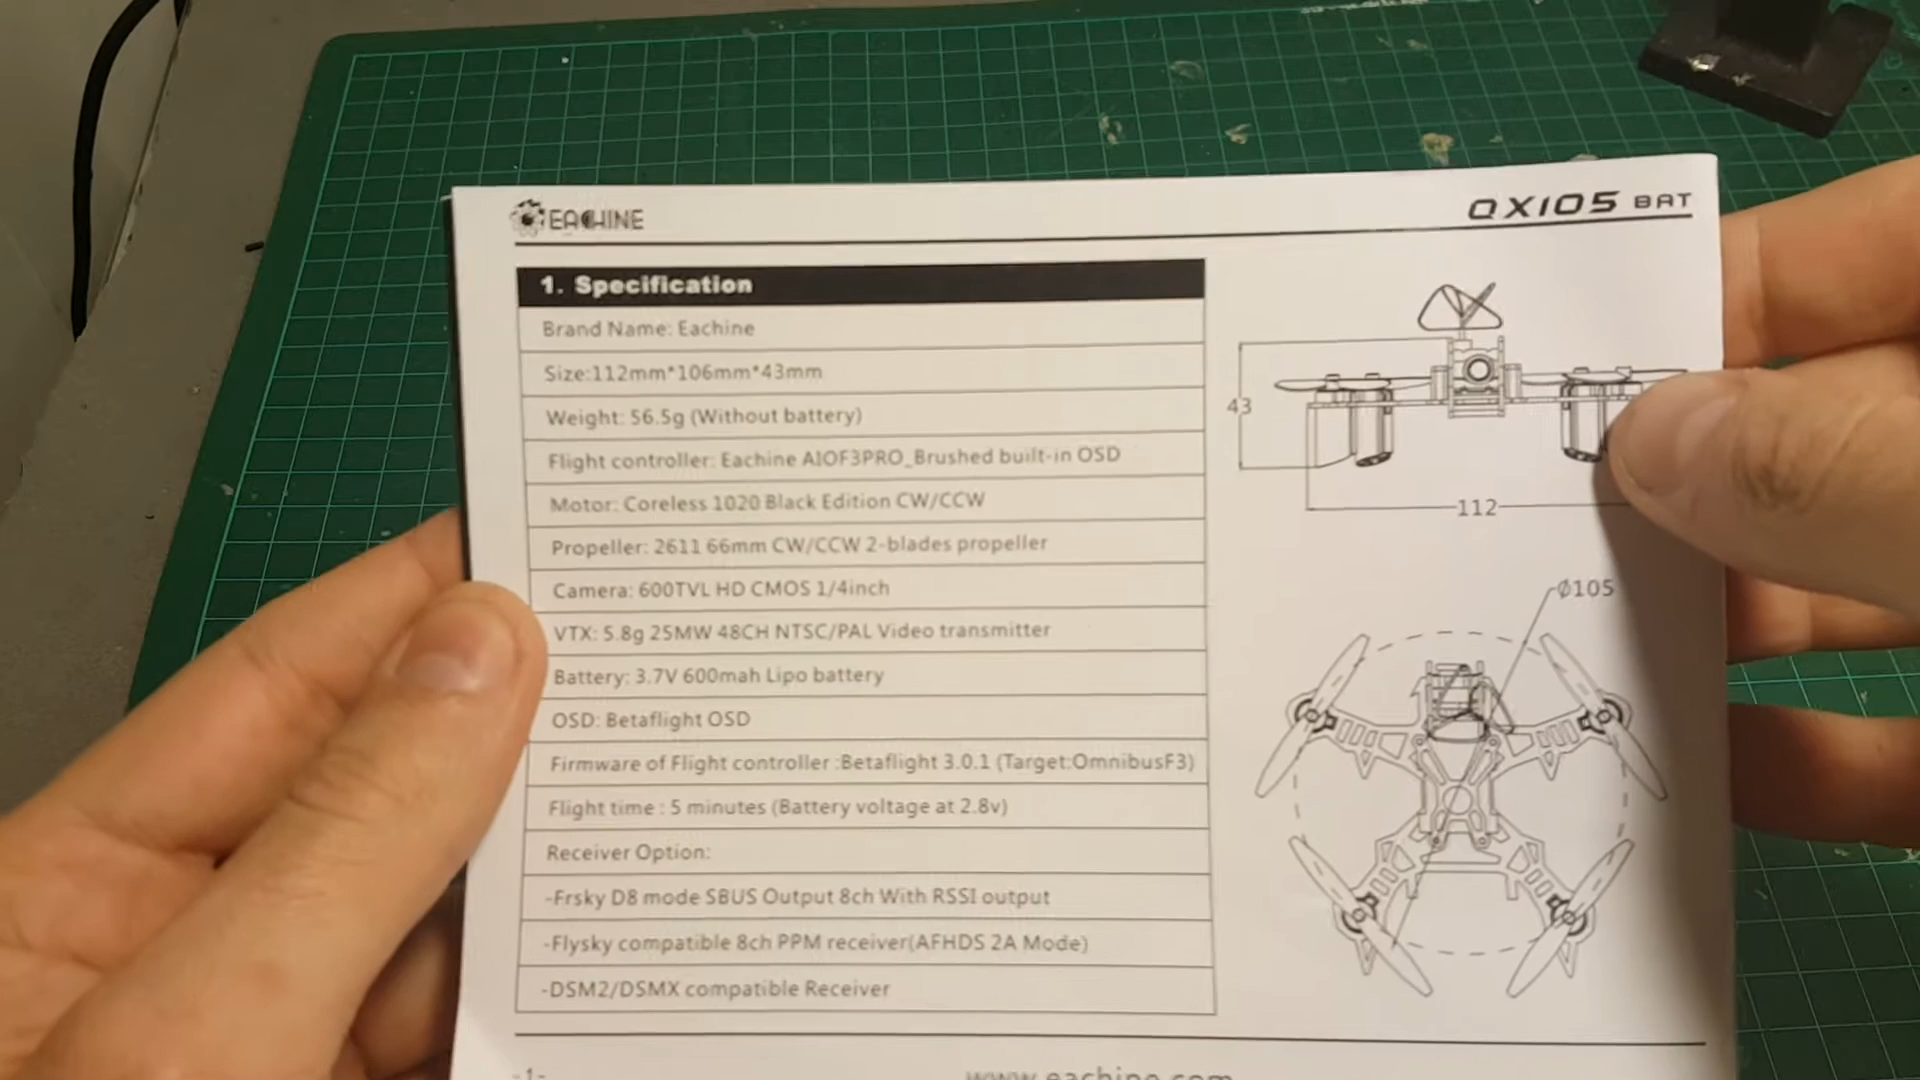 EACHINE
QX105 BAT
1. Specification
Brand Name: Eachine
Size:112mm*106mm*43mm
Weight: 56.5g (Without battery)
Flight controller: Eachine AIOF3PRO_Brushed built-in OSD
Motor: Coreless 1020 Black Edition CW/CCW
Propeller: 2611 66mm CW/CCW 2-blades propeller
Camera: 600TVL HD CMOS 1/4inch
VTX: 5.8g 25MW 48CH NTSC/PAL Video transmitter
Battery: 3.7V 600mah Lipo battery
OSD: Betaflight OSD
Firmware of Flight controller :Betaflight 3.0.1 (Target:OmnibusF3)
Flight time : 5 minutes (Battery voltage at 2.8v)
Receiver Option:
-Frsky D8 mode SBUS Output 8ch With RSSI output
-Flysky compatible 8ch PPM receiver(AFHDS 2A Mode)
-DSM2/DSMX compatible Receiver
43
112
Ø105
-1-
www.eachine.com